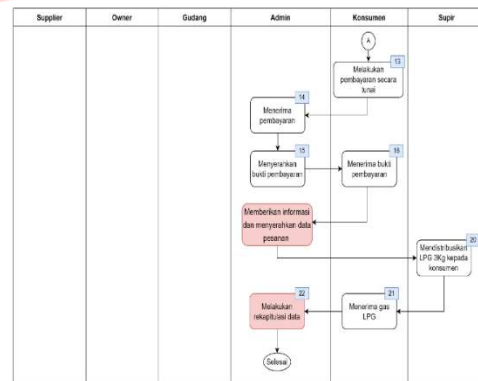 Supplier
Owner
Gudang
Admin
Konsumen
Supir
A
13
Melakukan
pembayaran secara
tunai
14
Menerima
pembayaran
15
Menyerahkan
bukti pembayaran
16
Menerima bukti
pembayaran
Memberikan informasi
dan menyerahkan data
pesanan
20
Mendistribusikan
LPG 3Kg kepada
konsumen
22
Melakukan
rekapitulasi data
21
Menerima gas
LPG
Selesai